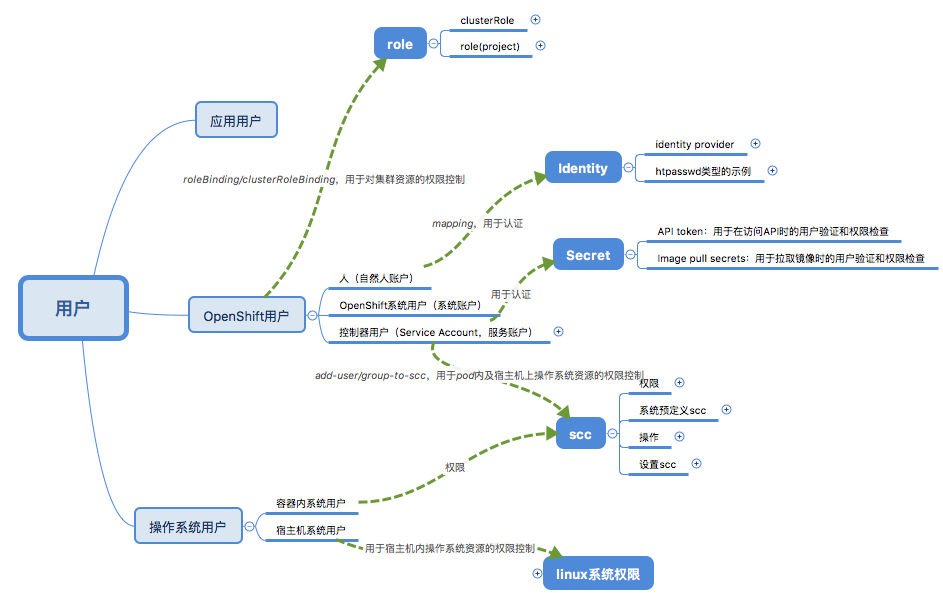 clusterRole
role
role(project)
应用用户
identity provider
Identity
htpasswd类型的示例
roleBinding/clusterRoleBinding，用于对集群资源的权限控制
mapping，用于认证
API token：用于在访问API时的用户验证和权限检查
Secret
Image pull secrets：用于拉取镜像时的用户验证和权限检查
人（自然人账户）
用于认证
用户
OpenShift用户
OpenShift系统用户（系统账户）
控制器用户（Service Account，服务账户）
add-user/group-to-scc，用于pod内及宿主机上操作系统资源的权限控制
权限
系统预定义scc
scc
操作
设置scc
权限
容器内系统用户
操作系统用户
宿主机系统用户
用于宿主机内操作系统资源的权限控制
linux系统权限